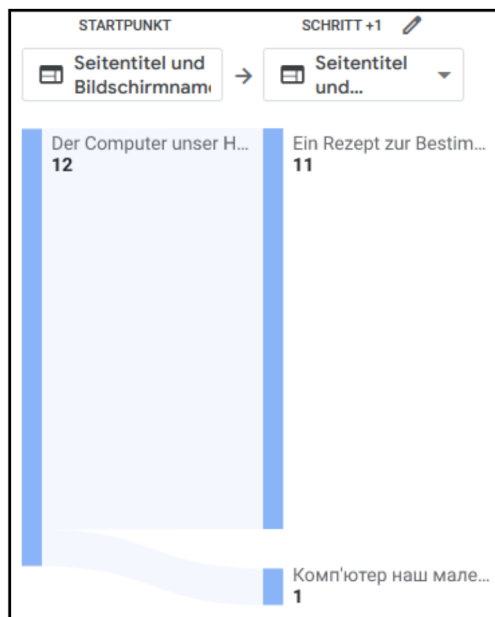 STARTPUNKT
SCHRITT +1
Seitentitel und
Bildschirmname
Seitentitel
und...
Der Computer unser H...
12
Ein Rezept zur Bestim...
11
Комп'ютер наш мале...
1